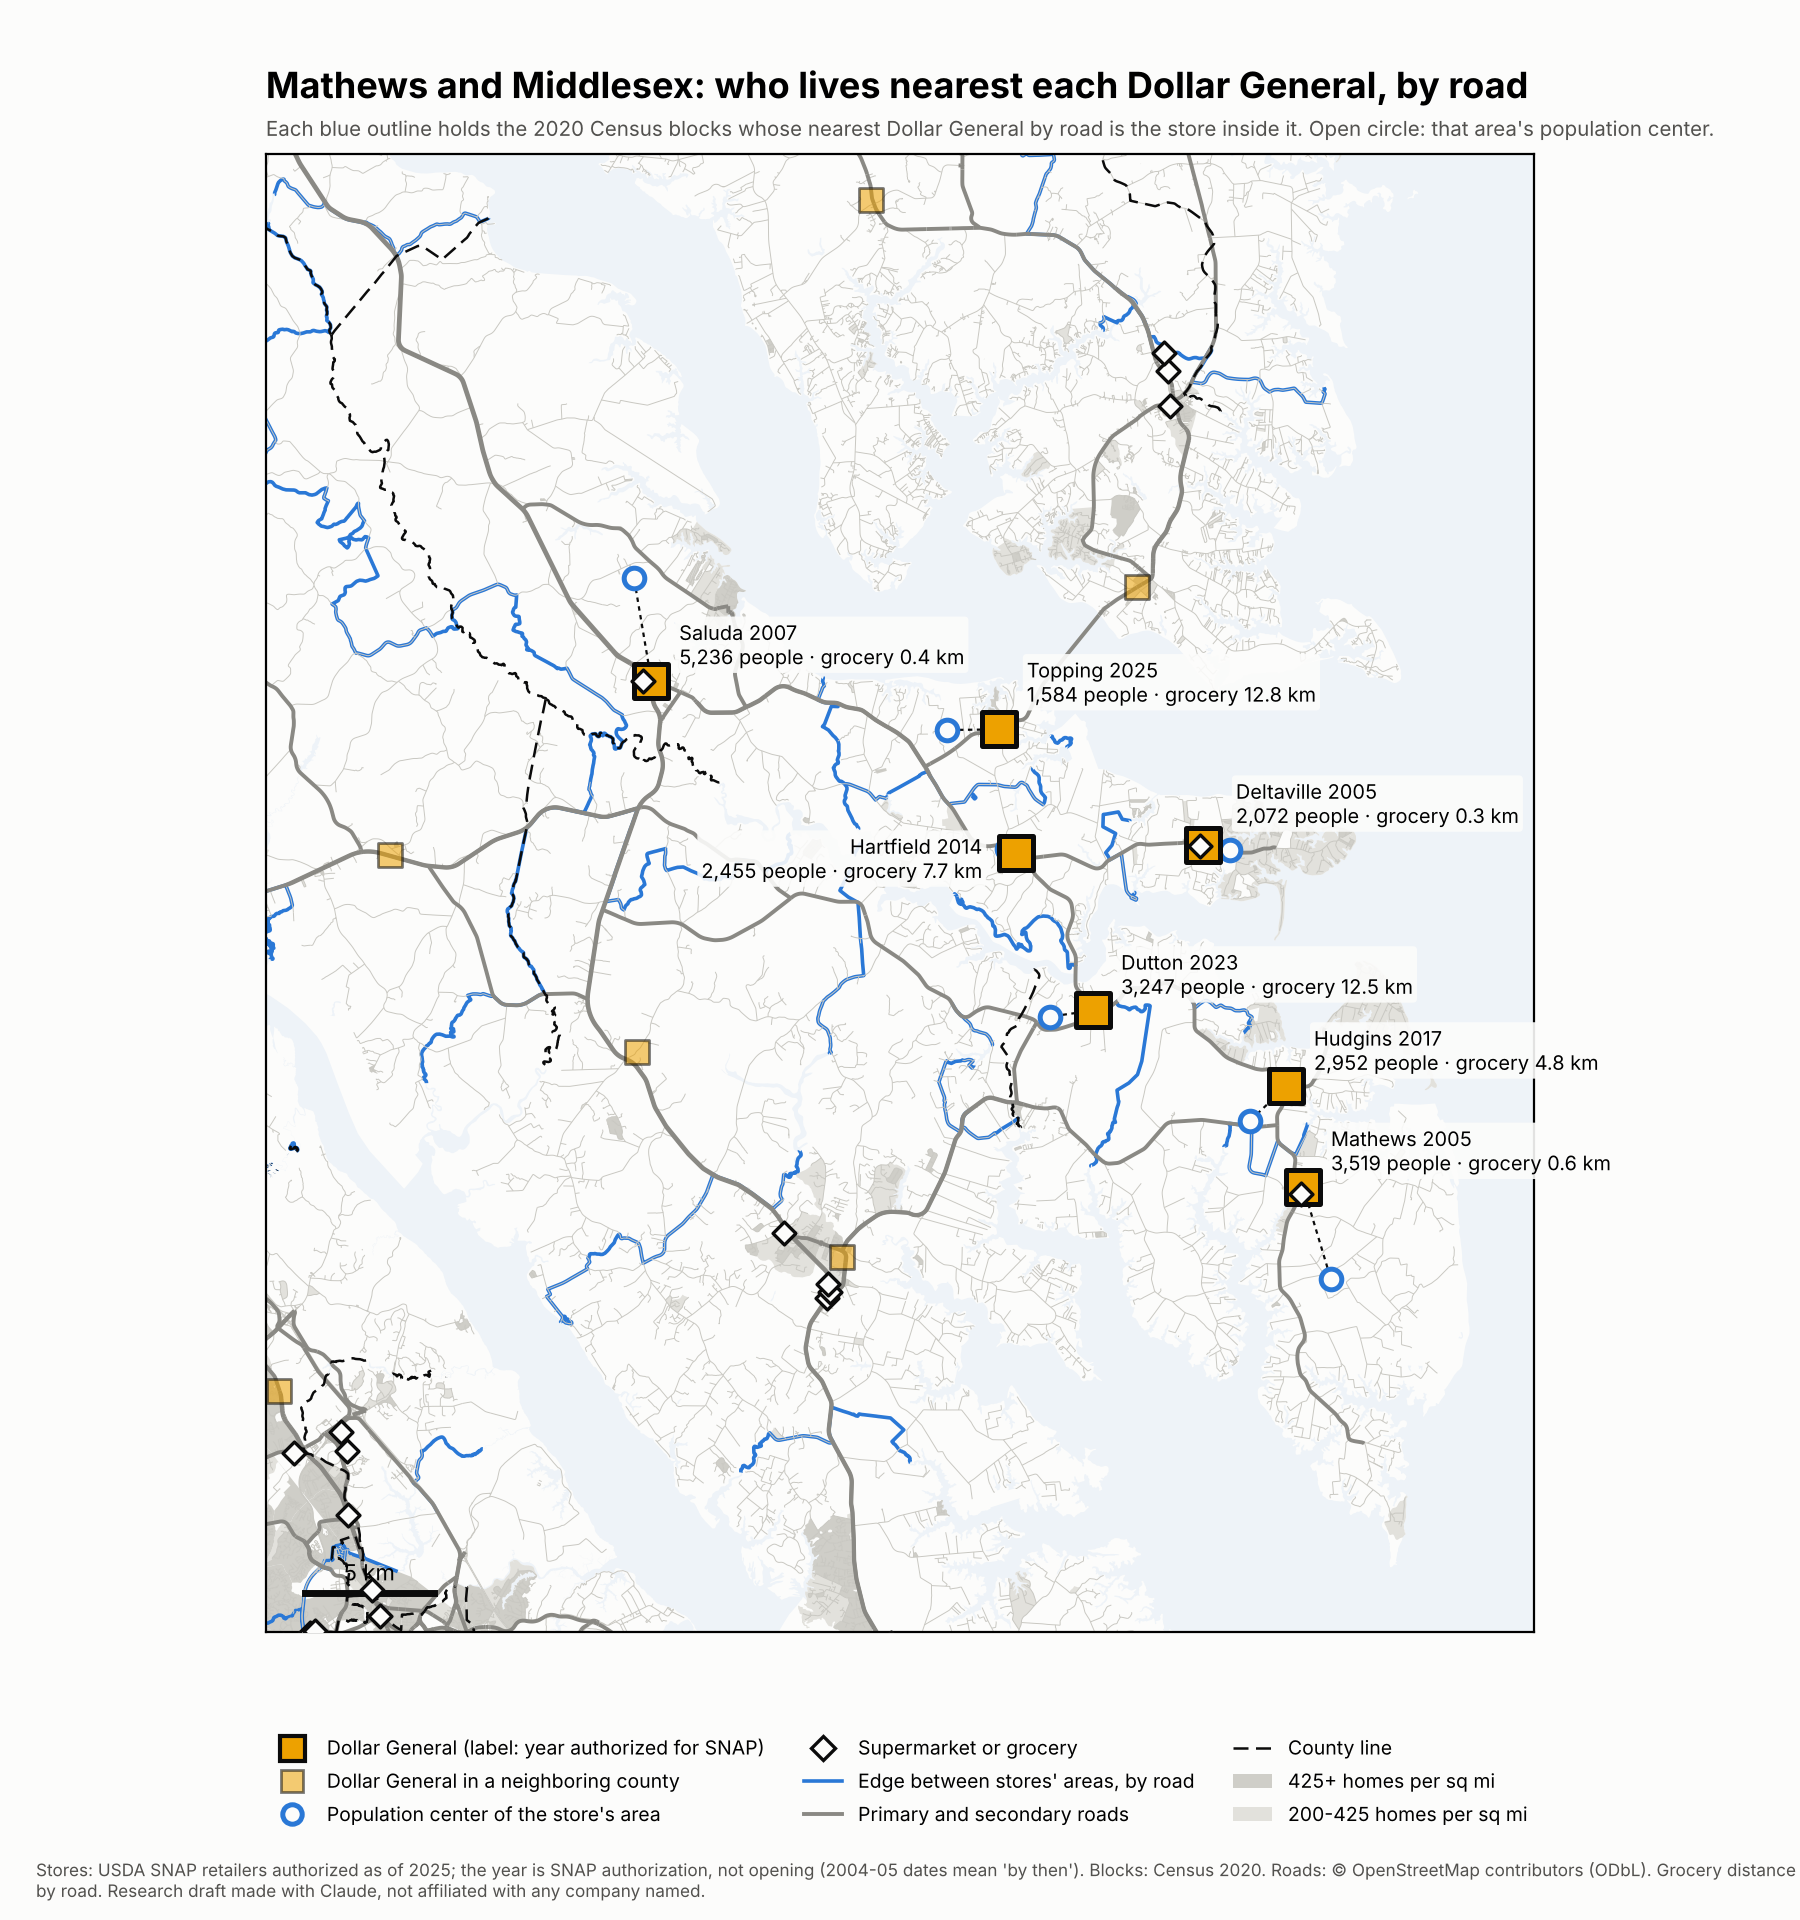 Mathews and Middlesex: who lives nearest each Dollar General, by road
Each blue outline holds the 2020 Census blocks whose nearest Dollar General by road is the store inside it. Open circle: that area's population center.
Saluda 2007
5,236 people · grocery 0.4 km
Topping 2025
1,584 people · grocery 12.8 km
Deltaville 2005
2,072 people · grocery 0.3 km
Hartfield 2014
2,455 people · grocery 7.7 km
Dutton 2023
3,247 people · grocery 12.5 km
Hudgins 2017
2,952 people · grocery 4.8 km
Mathews 2005
3,519 people · grocery 0.6 km
5 km
Dollar General (label: year authorized for SNAP)
Dollar General in a neighboring county
Population center of the store's area
Supermarket or grocery
Edge between stores' areas, by road
Primary and secondary roads
County line
425+ homes per sq mi
200-425 homes per sq mi
Stores: USDA SNAP retailers authorized as of 2025; the year is SNAP authorization, not opening (2004-05 dates mean 'by then'). Blocks: Census 2020. Roads: © OpenStreetMap contributors (ODbL). Grocery distance
by road. Research draft made with Claude, not affiliated with any company named.